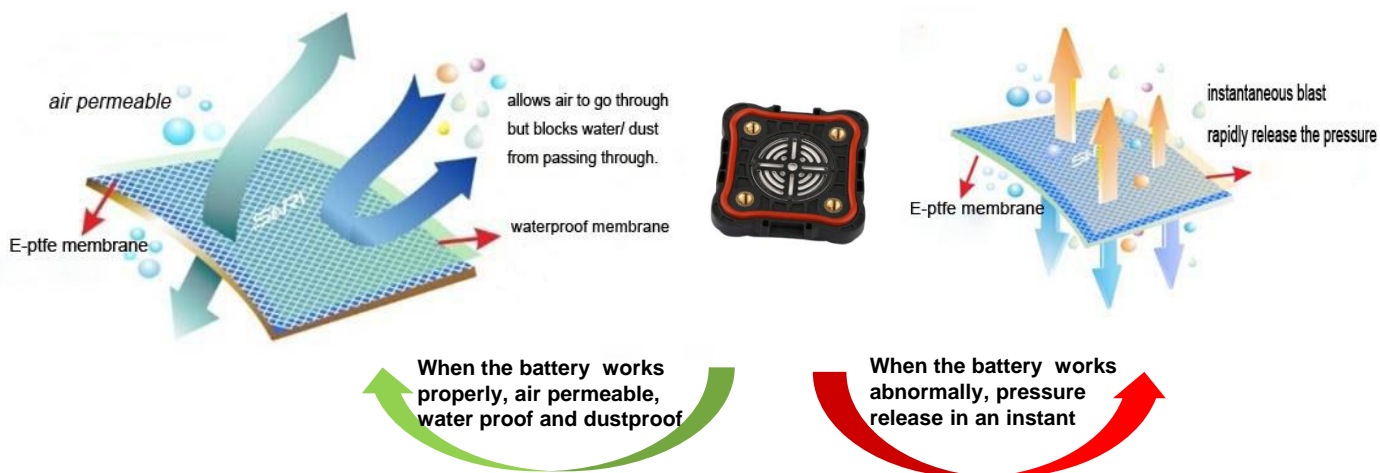 air permeable
allows air to go through
but blocks water/ dust
from passing through.
E-ptfe membrane
waterproof membrane
instantaneous blast
rapidly release the pressure
E-ptfe membrane
When the battery works
properly, air permeable,
water proof and dustproof
When the battery works
abnormally, pressure
release in an instant